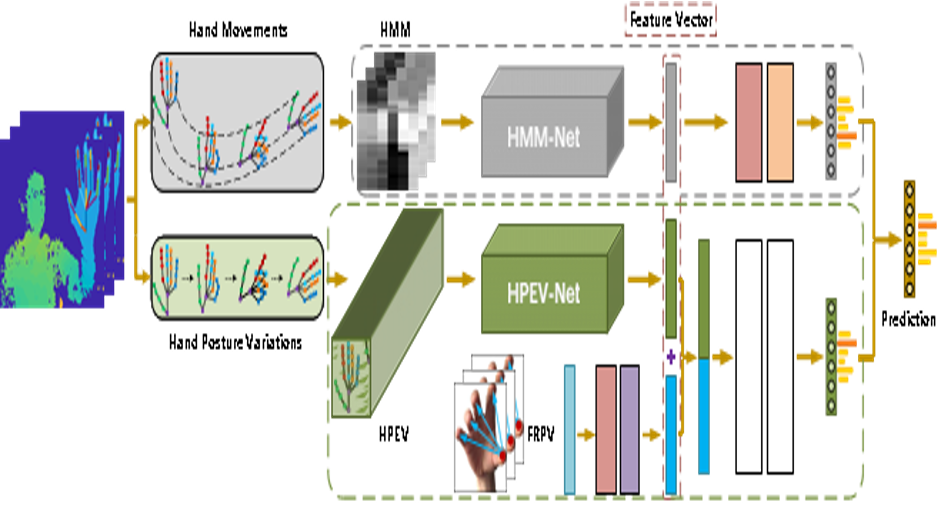 Feature Vector
Hand Movements
HMM
HMM-Net
HPEV-Net
Prediction
Hand Posture Variations
HPEV
FRPV